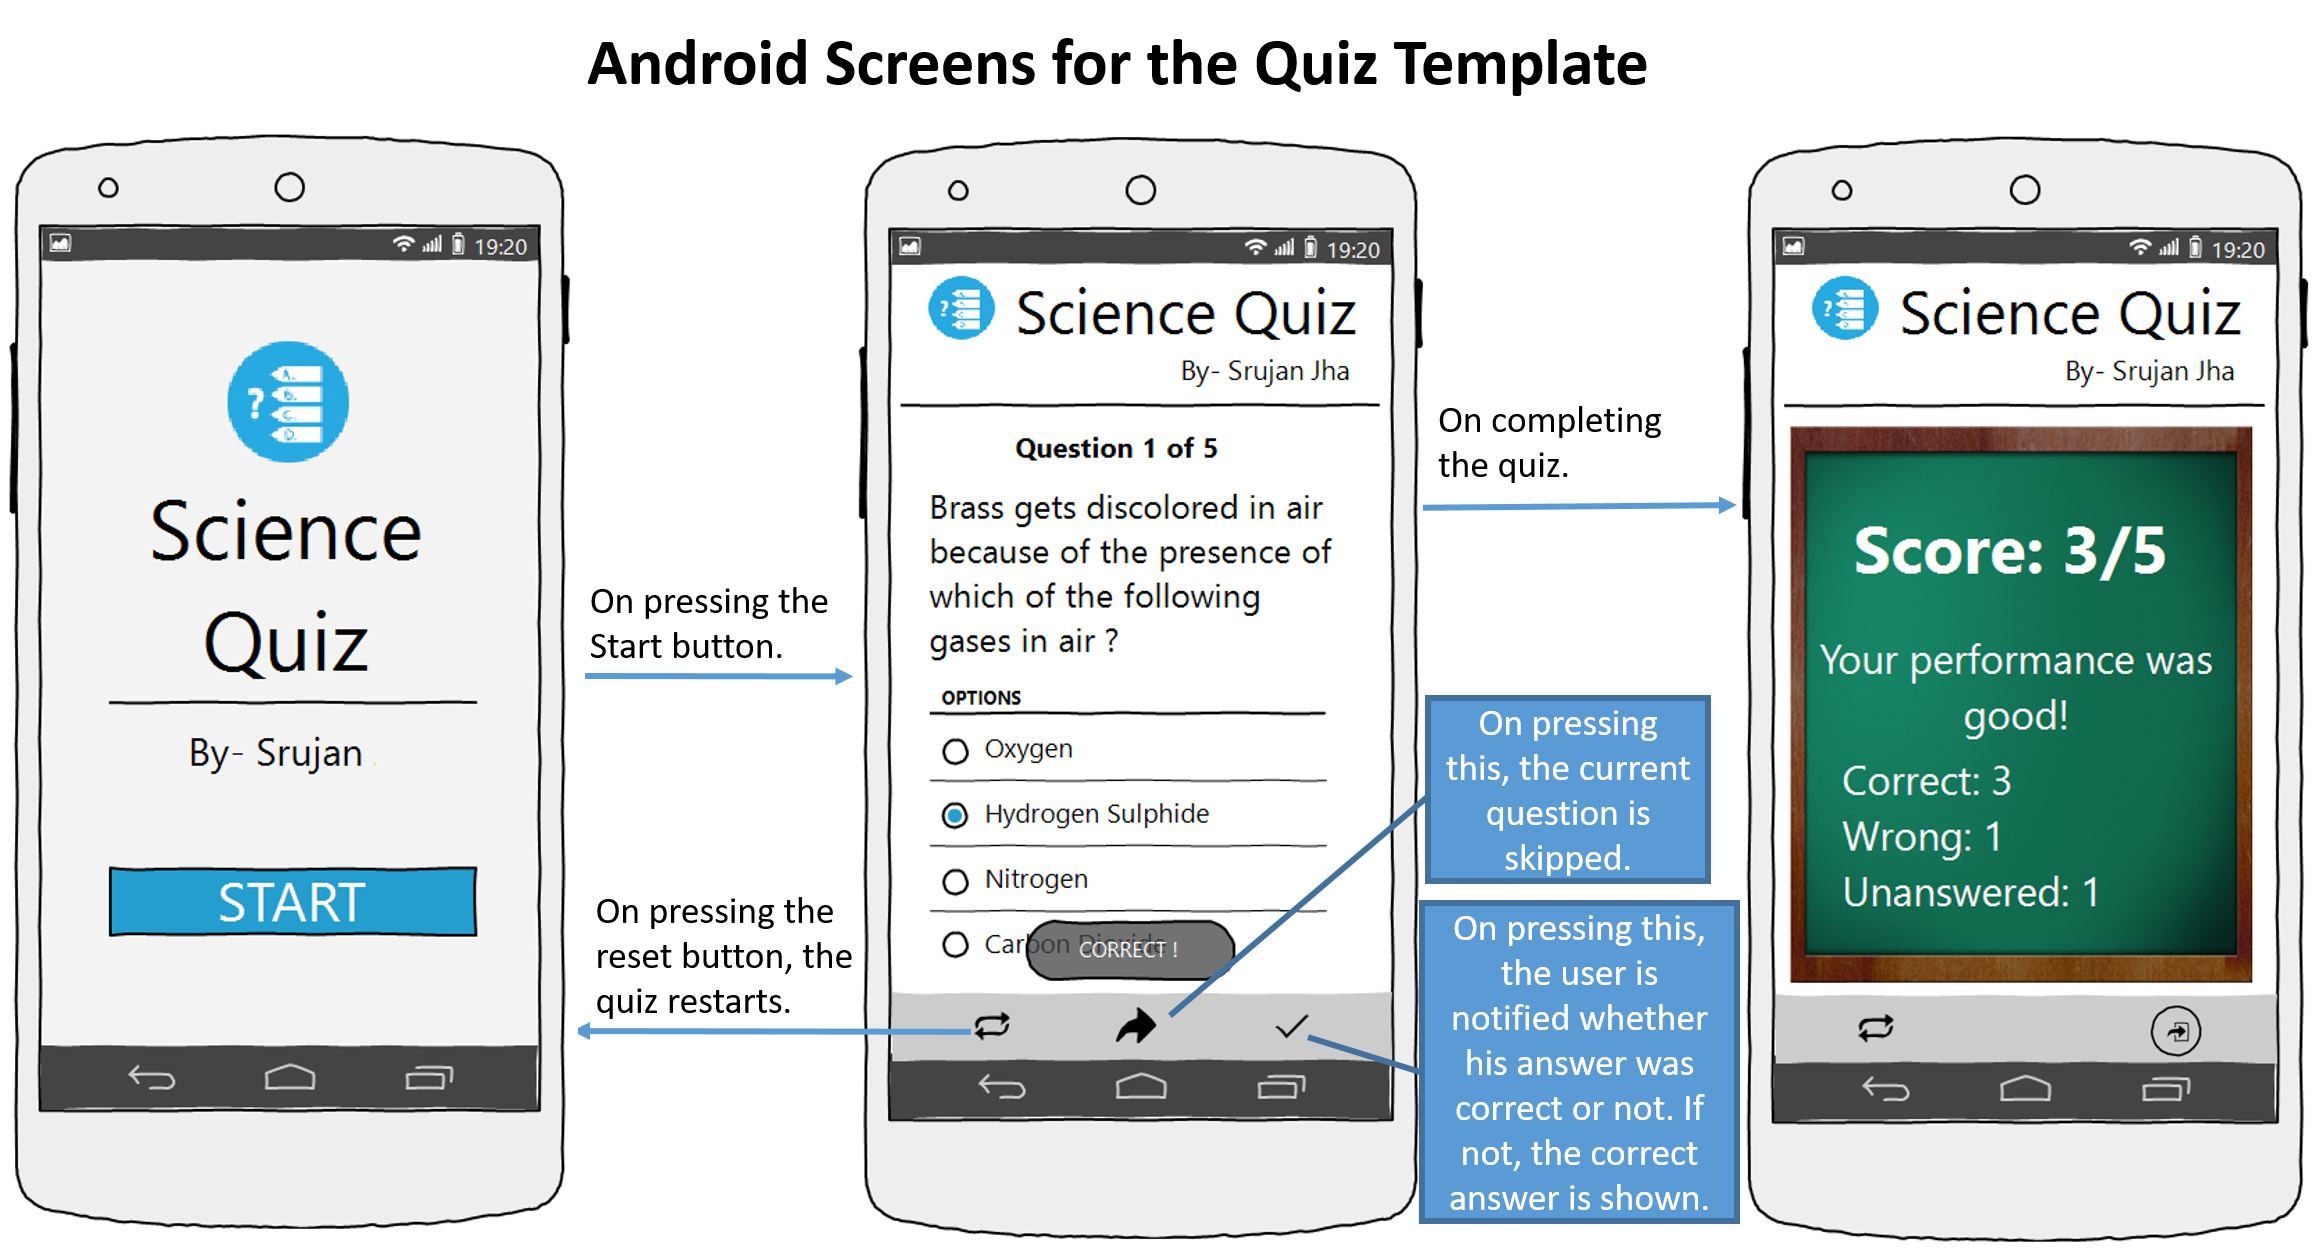 Android Screens for the Quiz Template
19:20
?
A..
B..
C..
D..
Science
Quiz
By- Srujan
START
On pressing the
Start button.
On pressing the
reset button, the
quiz restarts.
19:20
?
Science Quiz
By- Srujan Jha
Question 1 of 5
Brass gets discolored in air
because of the presence of
which of the following
gases in air ?
OPTIONS
Oxygen
Hydrogen Sulphide
Nitrogen
Carbon Dioxide
CORRECT !
On completing
the quiz.
On pressing
this, the current
question is
skipped.
On pressing this,
the user is
notified whether
his answer was
correct or not. If
not, the correct
answer is shown.
19:20
?
Science Quiz
By- Srujan Jha
Score: 3/5
Your performance was
good!
Correct: 3
Wrong: 1
Unanswered: 1